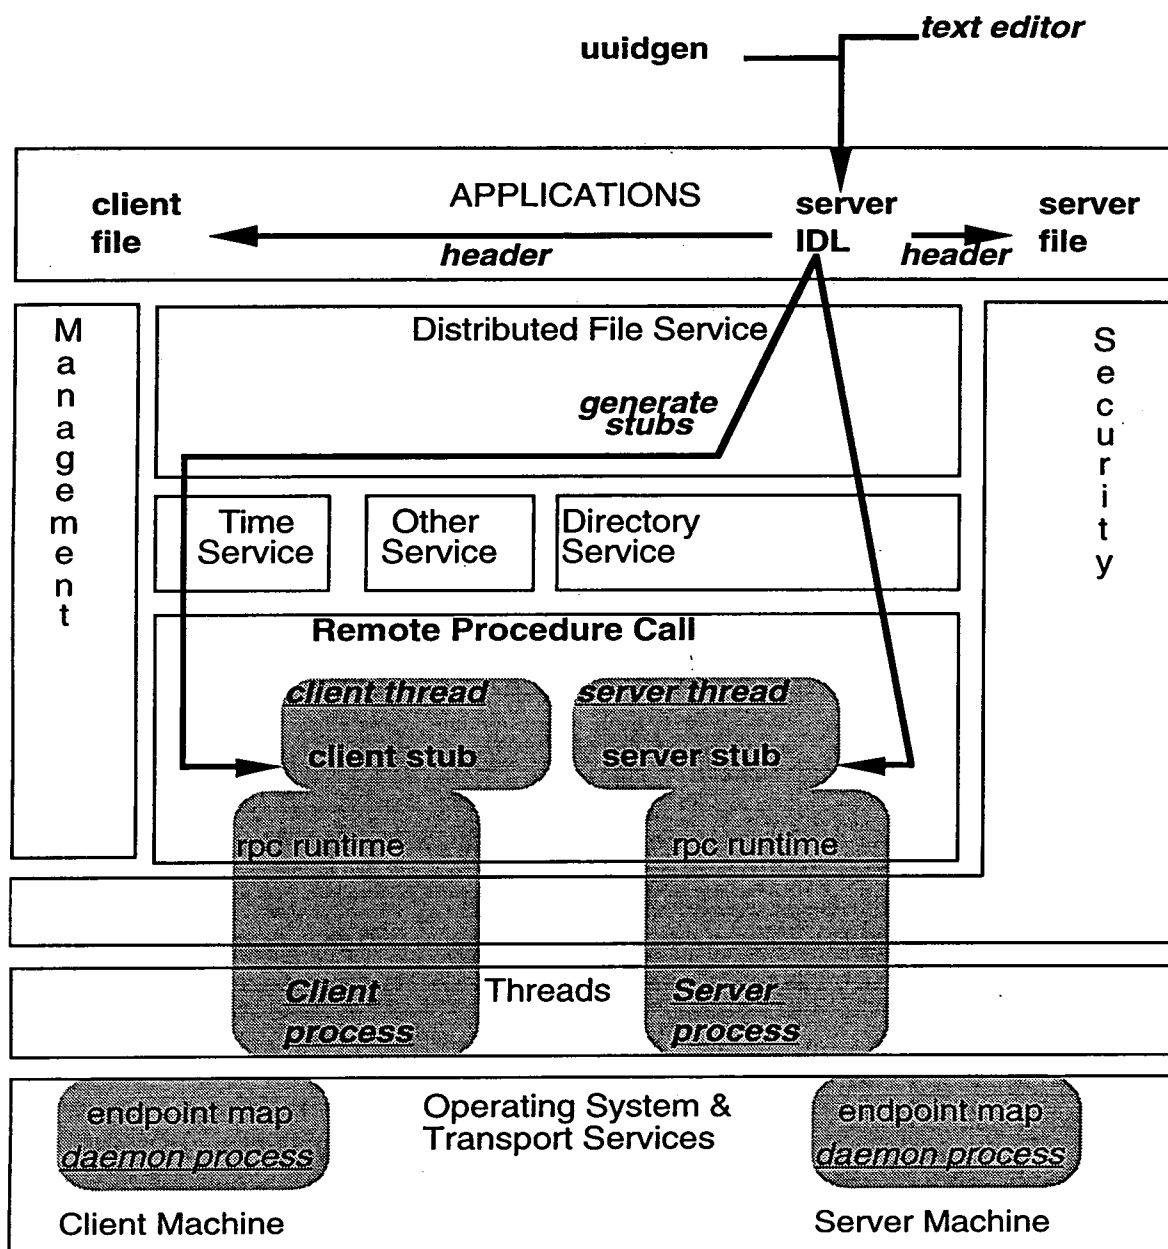 text editor
uuidgen
APPLICATIONS
client
file
server
IDL
server
file
header
header
Management
Distributed File Service
Security
generate
stubs
Time
Service
Other
Service
Directory
Service
Remote Procedure Call
client thread
server thread
client stub
server stub
rpc runtime
rpc runtime
Client
process
Threads
Server
process
endpoint map
daemon process
Operating System &
Transport Services
endpoint map
daemon process
Client Machine
Server Machine